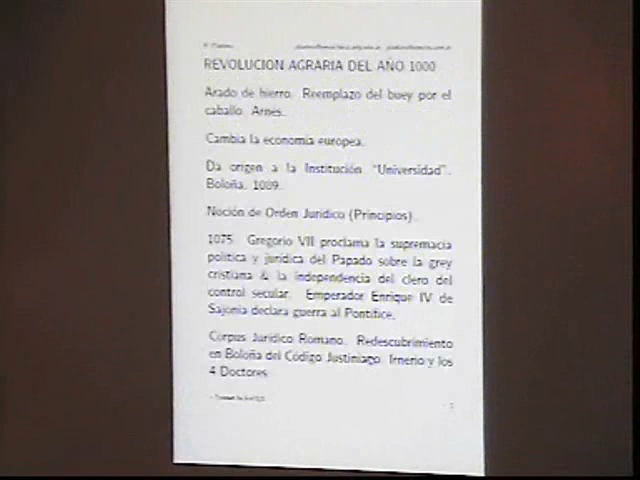 REVOLUCION AGRARIA DEL AÑO 1000
Arado de hierro. Reemplazo del buey por el
caballo. Arnés.
Cambia la economía europea.
Da origen a la Institución "Universidad".
Boloña, 1089.
Noción de Orden Jurídico (Principios).
1075. Gregorio VII proclama la supremacía
política y jurídica del Papado sobre la grey
cristiana & la independencia del clero del
control secular. Emperador Enrique IV de
Sajonia declara guerra al Pontífice.
Corpus Jurídico Romano. Redescubrimiento
en Boloña del Código Justiniano. Irnerio y los
4 Doctores